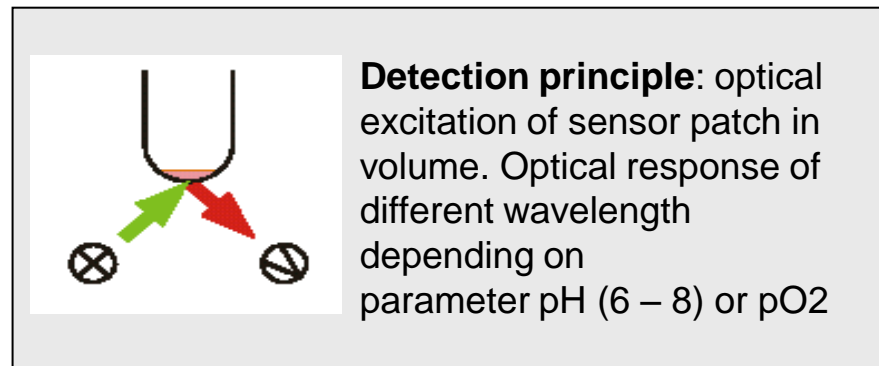 Detection principle: optical
excitation of sensor patch in
volume. Optical response of
different wavelength
depending on
parameter pH (6 – 8) or pO2